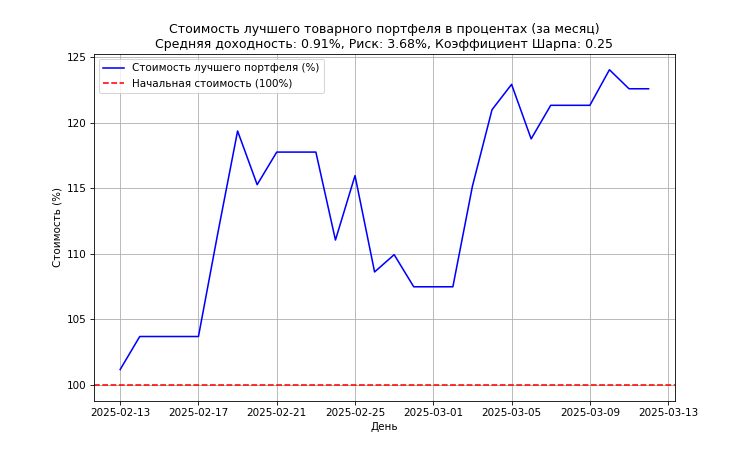 Стоимость лучшего товарного портфеля в процентах (за месяц)
Средняя доходность: 0.91%, Риск: 3.68%, Коэффициент Шарпа: 0.25
Стоимость лучшего портфеля (%)
Начальная стоимость (100%)
Стоимость (%)
125
120
115
110
105
100
2025-02-13 2025-02-17 2025-02-21 2025-02-25 2025-03-01 2025-03-05 2025-03-09 2025-03-13
День